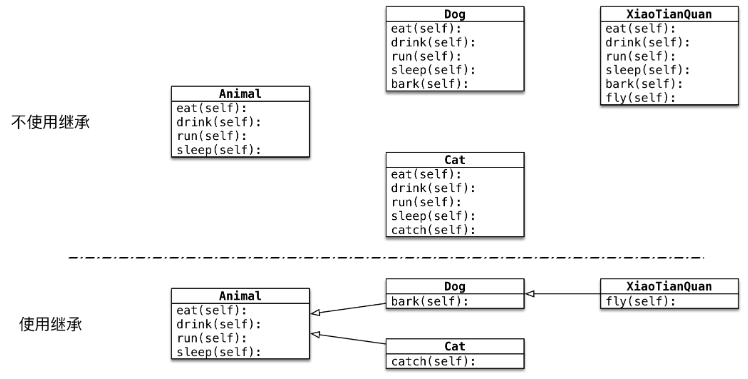 不使用继承
Animal
eat(self):
drink(self):
run(self):
sleep(self):
Dog
eat(self):
drink(self):
run(self):
sleep(self):
bark(self):
XiaoTianQuan
eat(self):
drink(self):
run(self):
sleep(self):
bark(self):
fly(self):
Cat
eat(self):
drink(self):
run(self):
sleep(self):
catch(self):
使用继承
Animal
eat(self):
drink(self):
run(self):
sleep(self):
Dog
bark(self):
XiaoTianQuan
fly(self):
Cat
catch(self):